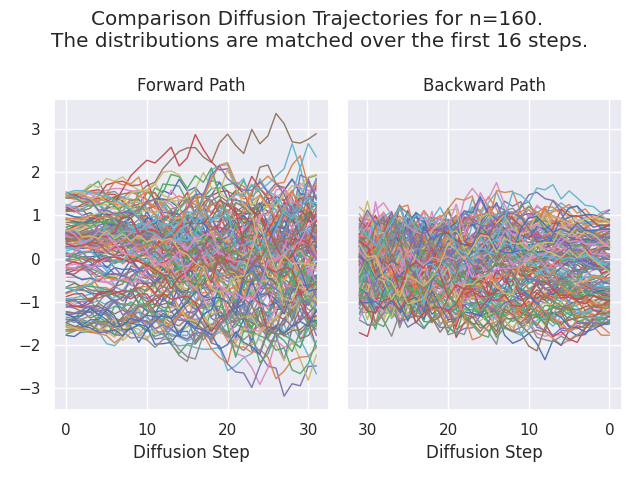 Comparison Diffusion Trajectories for n=160.
The distributions are matched over the first 16 steps.
Forward Path
Backward Path
3
2
1
0
−1
−2
−3
0 10 20 30
30 20 10 0
Diffusion Step
Diffusion Step